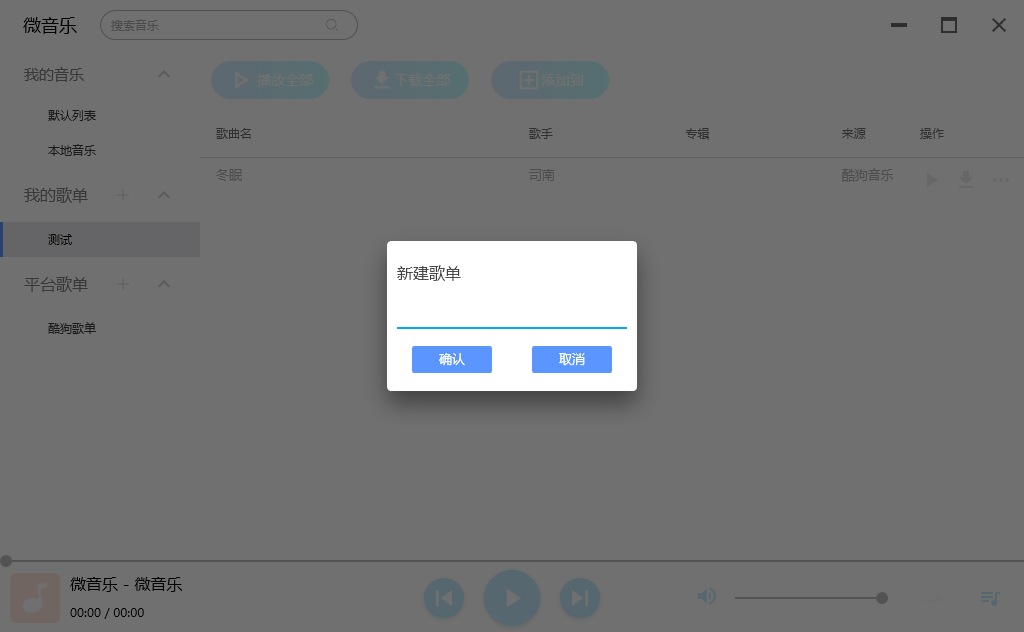 微音乐
搜索音乐
我的音乐
默认列表
本地音乐
我的歌单
测试
平台歌单
酷狗歌单
播放全部
下载全部
添加到
歌曲名
歌手
专辑
来源
操作
冬眠
司南
酷狗音乐
新建歌单
确认
取消
微音乐 - 微音乐
00:00 / 00:00